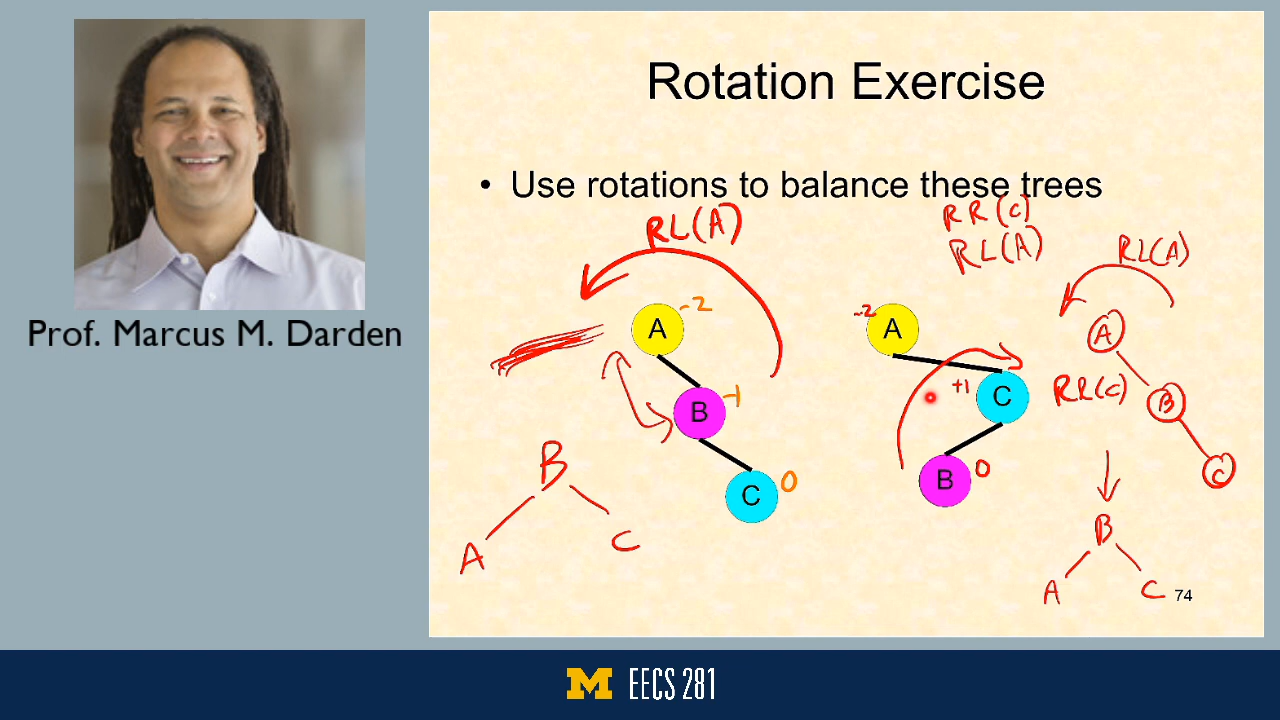 Rotation Exercise
• Use rotations to balance these trees
RR(C)
RL(A)
RL(A)
RL(A)
A -2
B -1
C 0
B
A C
-2 A
+1 C
B 0
A
RR(C)
B
C
B
A C
74
Prof. Marcus M. Darden
M EECS 281